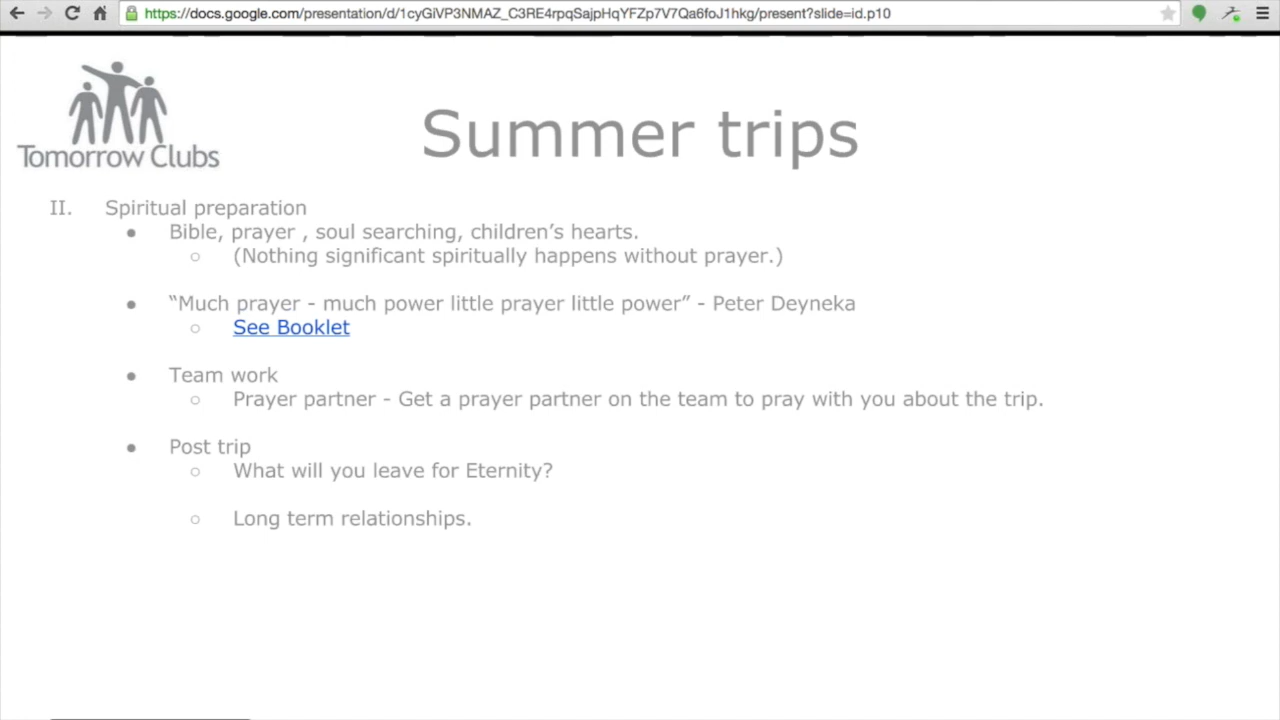 https://docs.google.com/presentation/d/1cyGiVP3NMAZ_C3RE4rpqSajpHqYFZp7V7Qa6foJ1hkg/present?slide=id.p10
Tomorrow Clubs
Summer trips
II. Spiritual preparation
● Bible, prayer , soul searching, children’s hearts.
○ (Nothing significant spiritually happens without prayer.)
● “Much prayer - much power little prayer little power” - Peter Deyneka
○ See Booklet
● Team work
○ Prayer partner - Get a prayer partner on the team to pray with you about the trip.
● Post trip
○ What will you leave for Eternity?
○ Long term relationships.